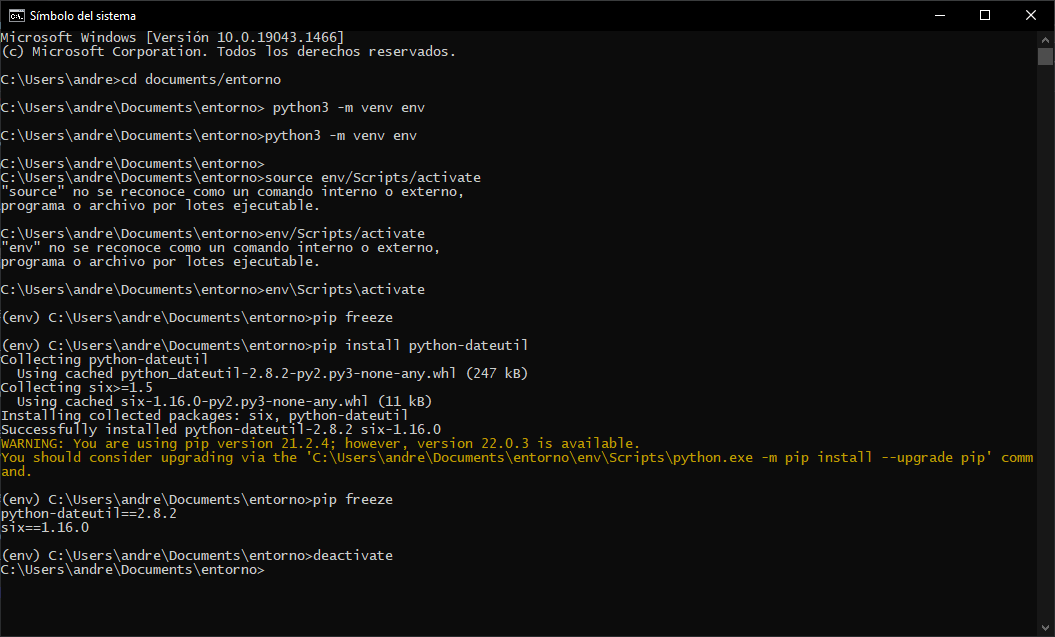 Símbolo del sistema
Microsoft Windows [Versión 10.0.19043.1466]
(c) Microsoft Corporation. Todos los derechos reservados.
C:\Users\andre>cd documents/entorno
C:\Users\andre\Documents\entorno> python3 -m venv env
C:\Users\andre\Documents\entorno>python3 -m venv env
C:\Users\andre\Documents\entorno>
C:\Users\andre\Documents\entorno>source env/Scripts/activate
"source" no se reconoce como un comando interno o externo,
programa o archivo por lotes ejecutable.
C:\Users\andre\Documents\entorno>env/Scripts/activate
"env" no se reconoce como un comando interno o externo,
programa o archivo por lotes ejecutable.
C:\Users\andre\Documents\entorno>env\Scripts\activate
(env) C:\Users\andre\Documents\entorno>pip freeze
(env) C:\Users\andre\Documents\entorno>pip install python-dateutil
Collecting python-dateutil
  Using cached python_dateutil-2.8.2-py2.py3-none-any.whl (247 kB)
Collecting six>=1.5
  Using cached six-1.16.0-py2.py3-none-any.whl (11 kB)
Installing collected packages: six, python-dateutil
Successfully installed python-dateutil-2.8.2 six-1.16.0
WARNING: You are using pip version 21.2.4; however, version 22.0.3 is available.
You should consider upgrading via the 'C:\Users\andre\Documents\entorno\env\Scripts\python.exe -m pip install --upgrade pip' comm
and.
(env) C:\Users\andre\Documents\entorno>pip freeze
python-dateutil==2.8.2
six==1.16.0
(env) C:\Users\andre\Documents\entorno>deactivate
C:\Users\andre\Documents\entorno>